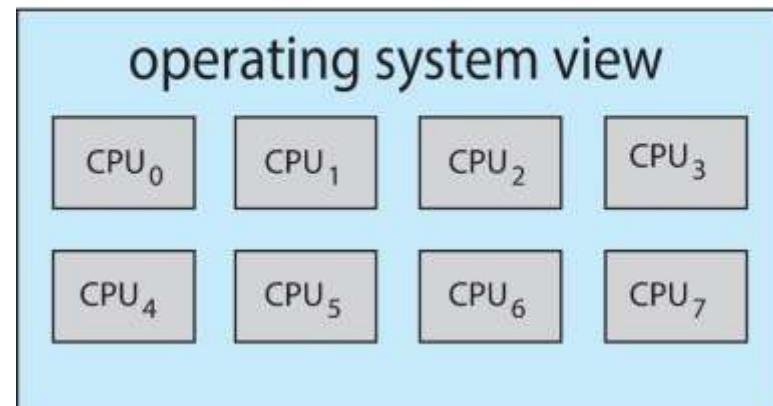 operating system view
CPU₀ CPU₁ CPU₂ CPU₃
CPU₄ CPU₅ CPU₆ CPU₇